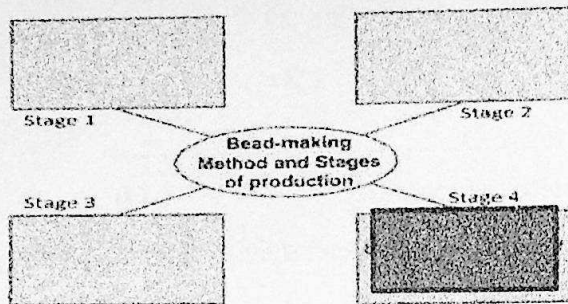 Stage 1
Stage 2
Bead-making
Method and Stages
of production
Stage 3
Stage 4